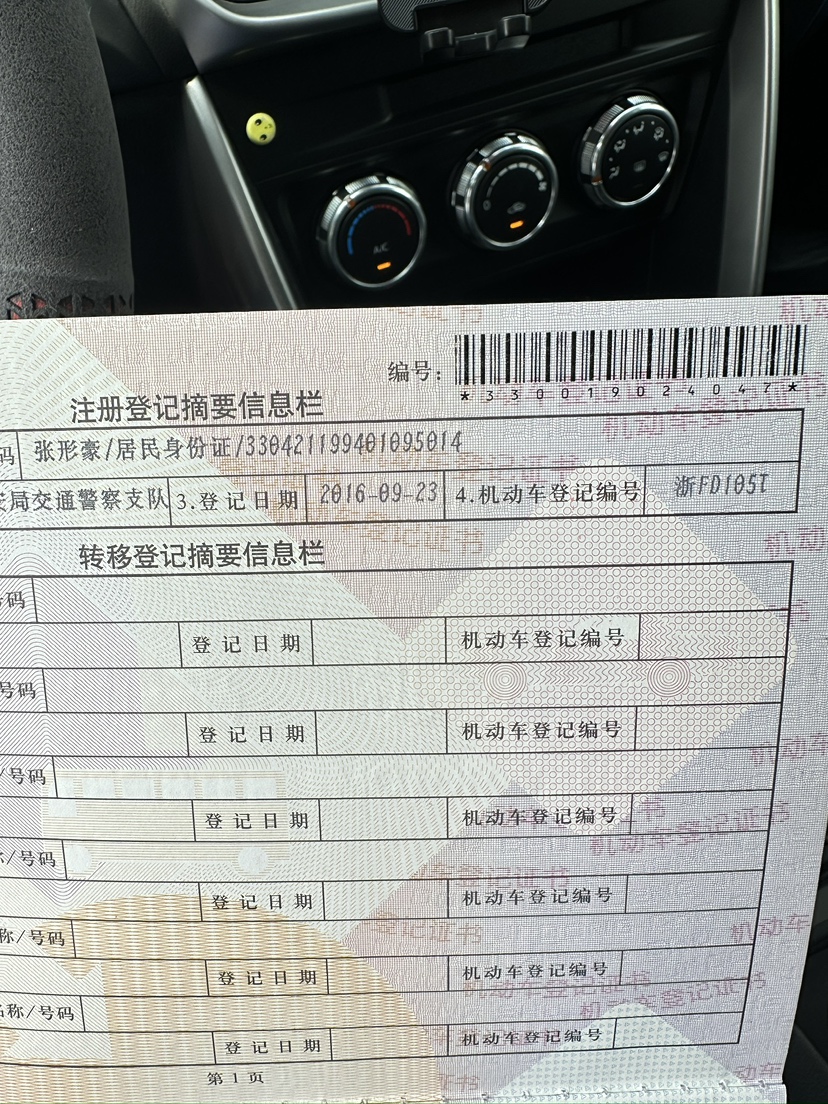 A/C
编号：
*330019024047*
注册登记摘要信息栏
码 张形豪/居民身份证/330421199401095014
安局交通警察支队 3.登记日期 2016-09-23 4.机动车登记编号 浙FD105T
转移登记摘要信息栏
号码
登记日期 机动车登记编号
号码
登记日期 机动车登记编号
/号码
登记日期 机动车登记编号
称/号码
登记日期 机动车登记编号
称/号码
登记日期 机动车登记编号
名称/号码
登记日期 机动车登记编号
第 1 页